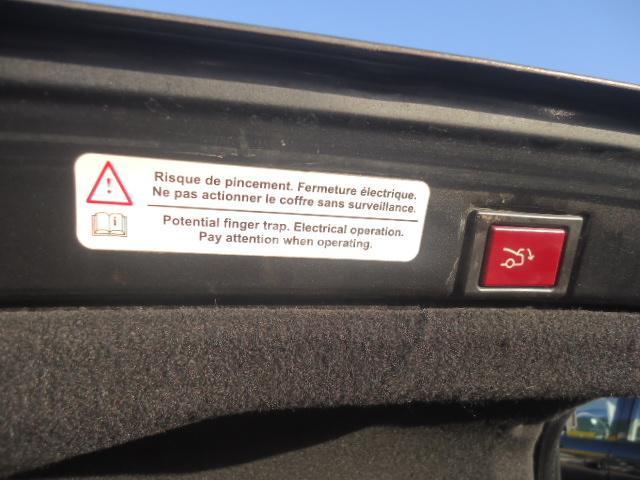 Risque de pincement. Fermeture électrique.
Ne pas actionner le coffre sans surveillance.
Potential finger trap. Electrical operation.
Pay attention when operating.